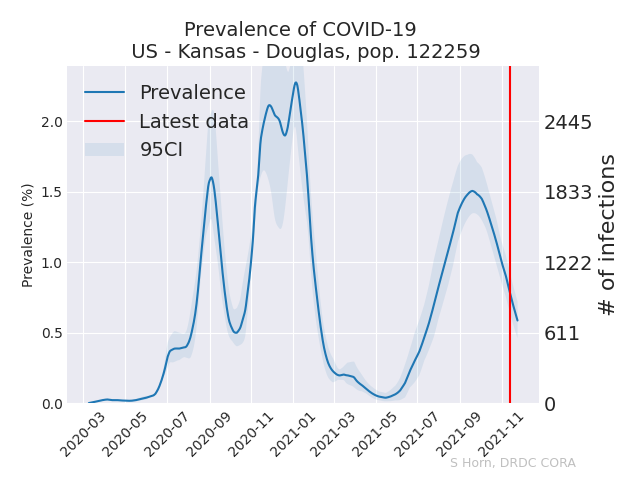 Prevalence of COVID-19
US - Kansas - Douglas, pop. 122259
Prevalence
Latest data
95CI
Prevalence (%)
2.0
1.5
1.0
0.5
0.0
2445
1833
1222
611
0
# of infections
2020-03
2020-05
2020-07
2020-09
2020-11
2021-01
2021-03
2021-05
2021-07
2021-09
2021-11
S Horn, DRDC CORA